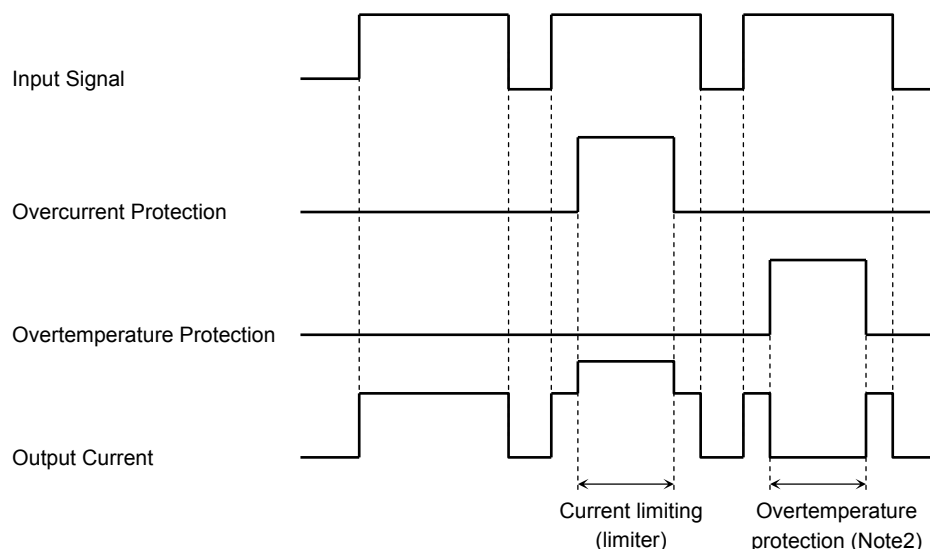 Input Signal
Overcurrent Protection
Overtemperature Protection
Output Current
Current limiting
(limiter)
Overtemperature
protection (Note2)